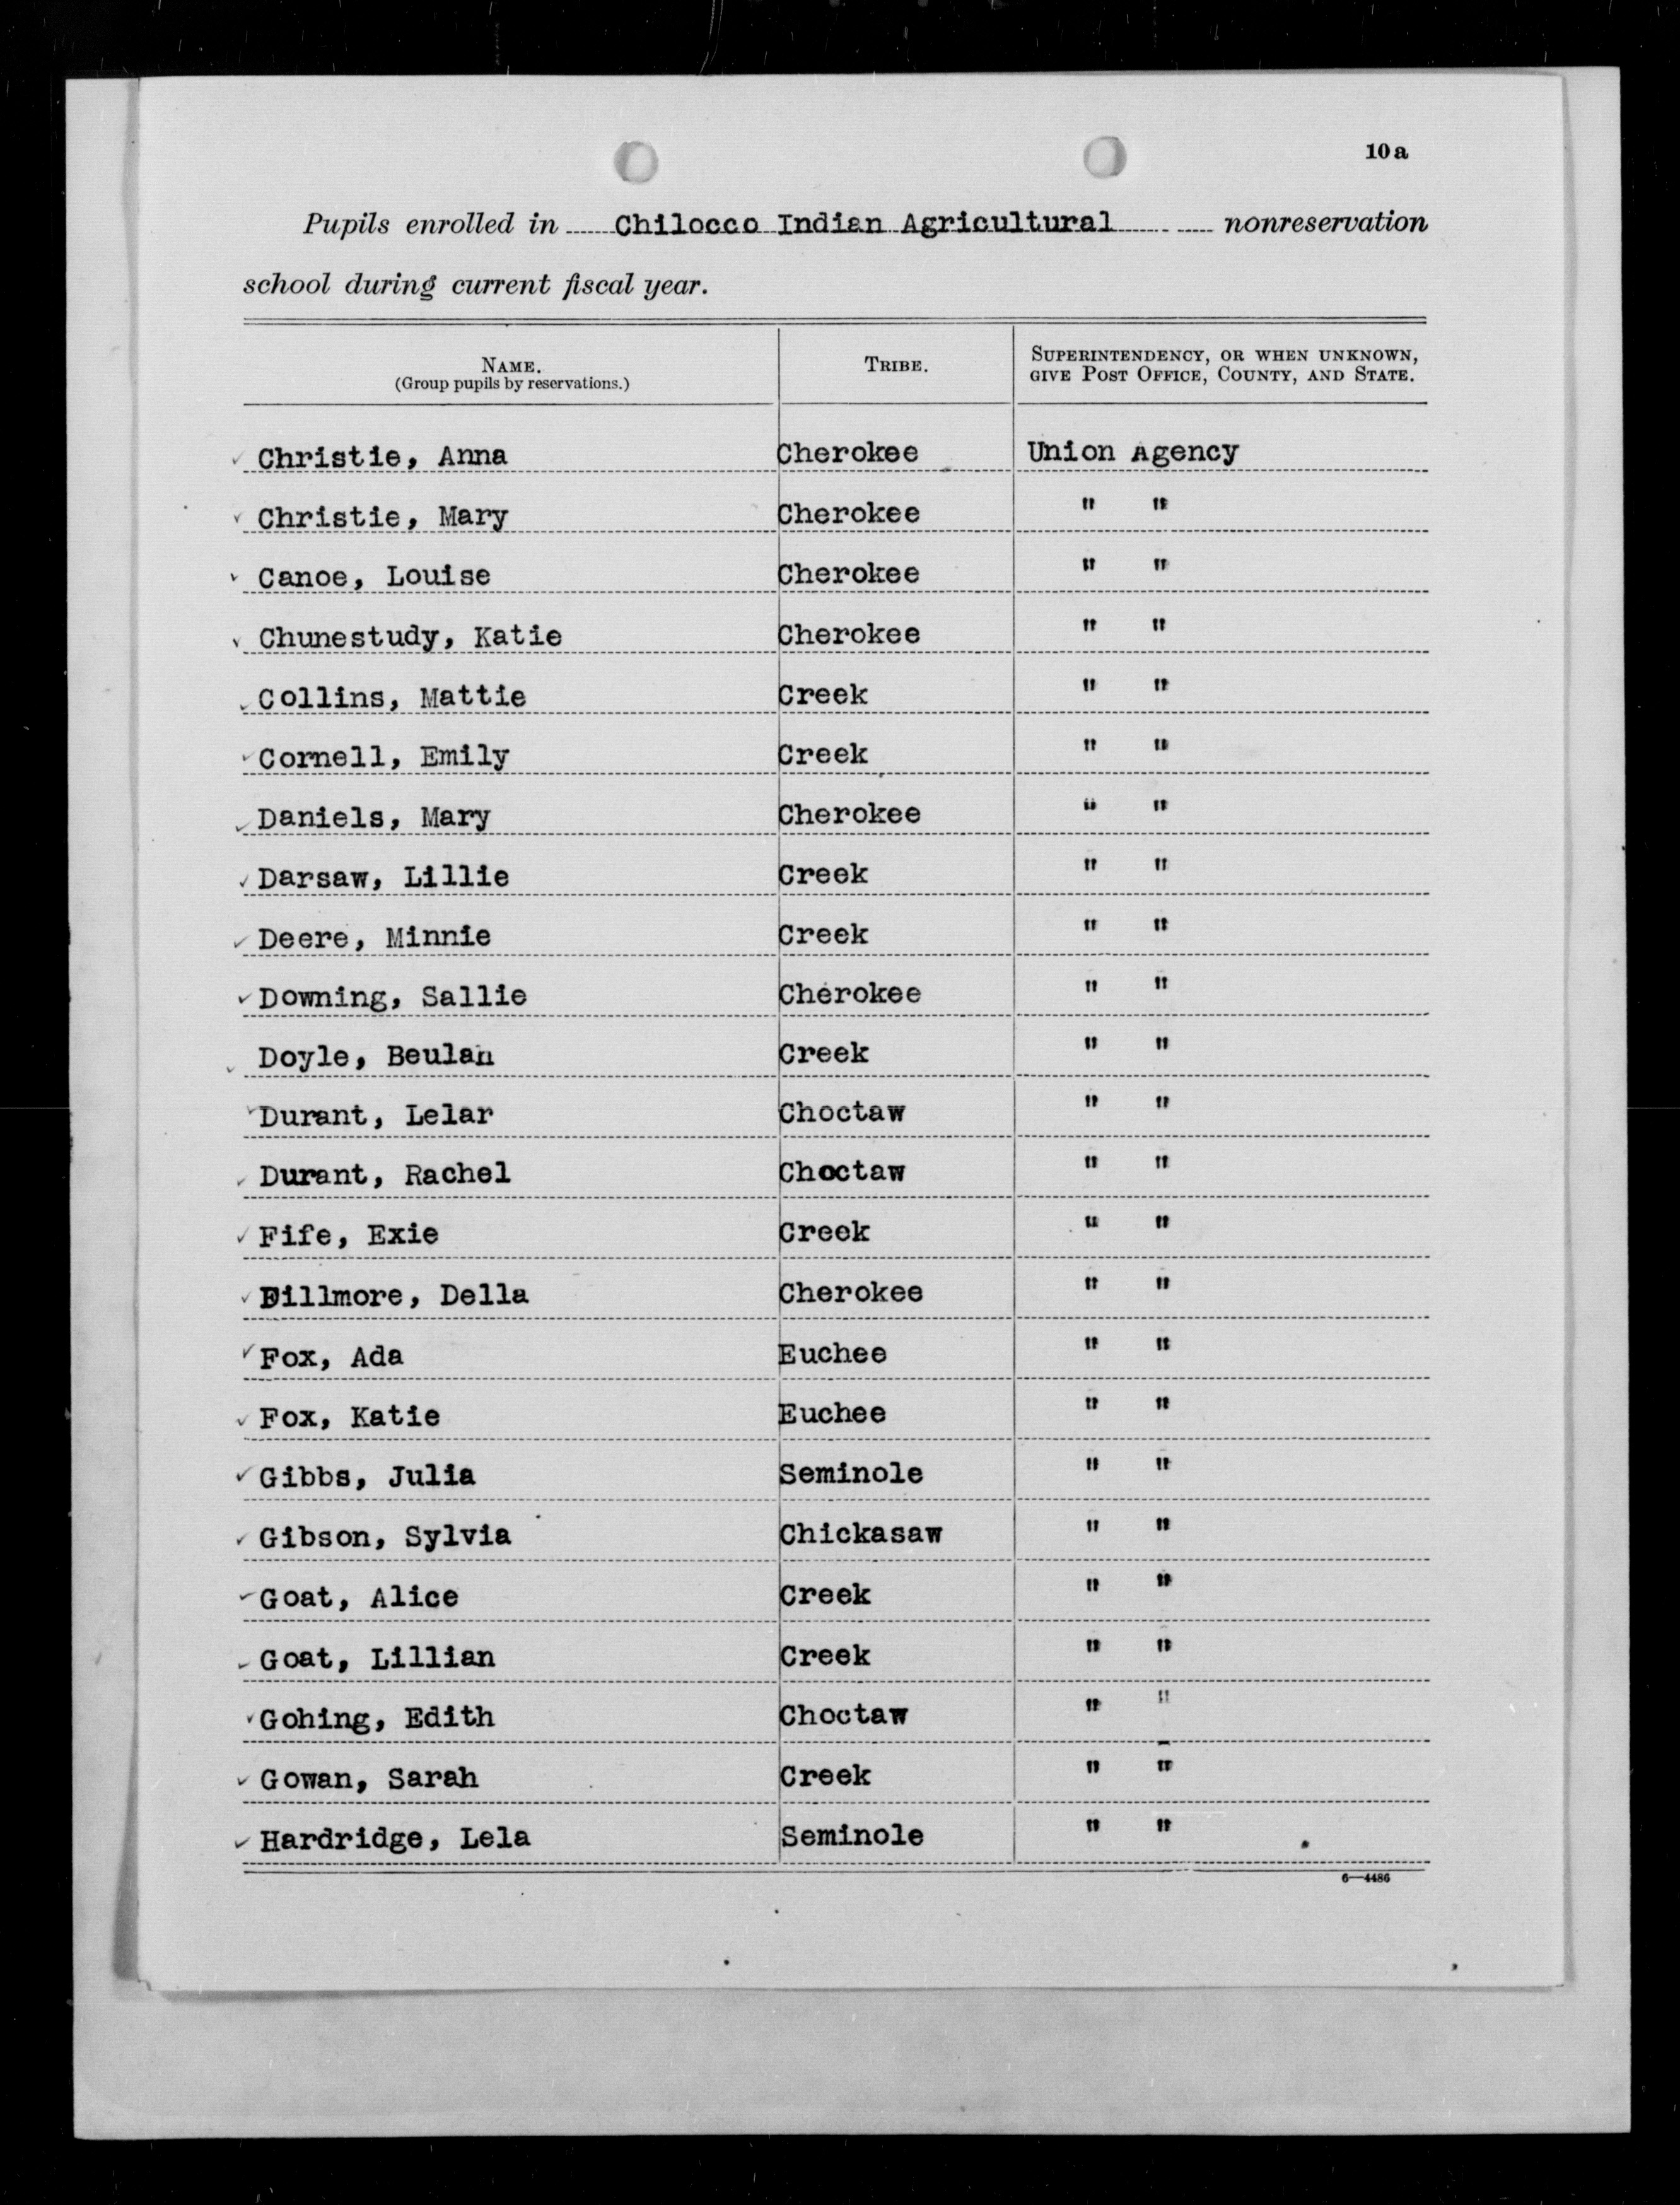 10a
Pupils enrolled in Chilocco Indian Agricultural nonreservation
school during current fiscal year.
NAME. TRIBE. SUPERINTENDENCY, OR WHEN UNKNOWN,
(Group pupils by reservations.) GIVE POST OFFICE, COUNTY, AND STATE.
✓ Christie, Anna Cherokee Union Agency
✓ Christie, Mary Cherokee " "
✓ Canoe, Louise Cherokee " "
✓ Chunestudy, Katie Cherokee " "
✓ Collins, Mattie Creek " "
✓ Cornell, Emily Creek " "
✓ Daniels, Mary Cherokee " "
✓ Darsaw, Lillie Creek " "
✓ Deere, Minnie Creek " "
✓ Downing, Sallie Cherokee " "
✓ Doyle, Beulah Creek " "
✓ Durant, Lelar Choctaw " "
✓ Durant, Rachel Choctaw " "
✓ Fife, Exie Creek " "
✓ Fillmore, Della Cherokee " "
✓ Fox, Ada Euchee " "
✓ Fox, Katie Euchee " "
✓ Gibbs, Julia Seminole " "
✓ Gibson, Sylvia Chickasaw " "
✓ Goat, Alice Creek " "
✓ Goat, Lillian Creek " "
✓ Gohing, Edith Choctaw " "
✓ Gowan, Sarah Creek " "
✓ Hardridge, Lela Seminole " "
6—4486